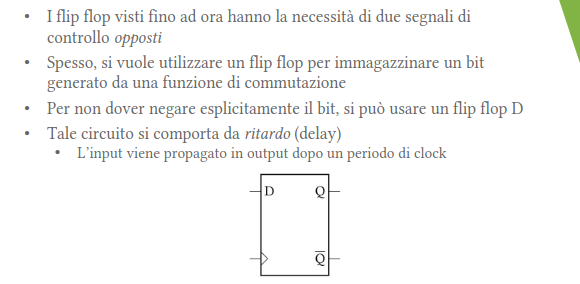 • I flip flop visti fino ad ora hanno la necessità di due segnali di
controllo opposti
• Spesso, si vuole utilizzare un flip flop per immagazzinare un bit
generato da una funzione di commutazione
• Per non dover negare esplicitamente il bit, si può usare un flip flop D
• Tale circuito si comporta da ritardo (delay)
• L'input viene propagato in output dopo un periodo di clock
D Q
Q̅